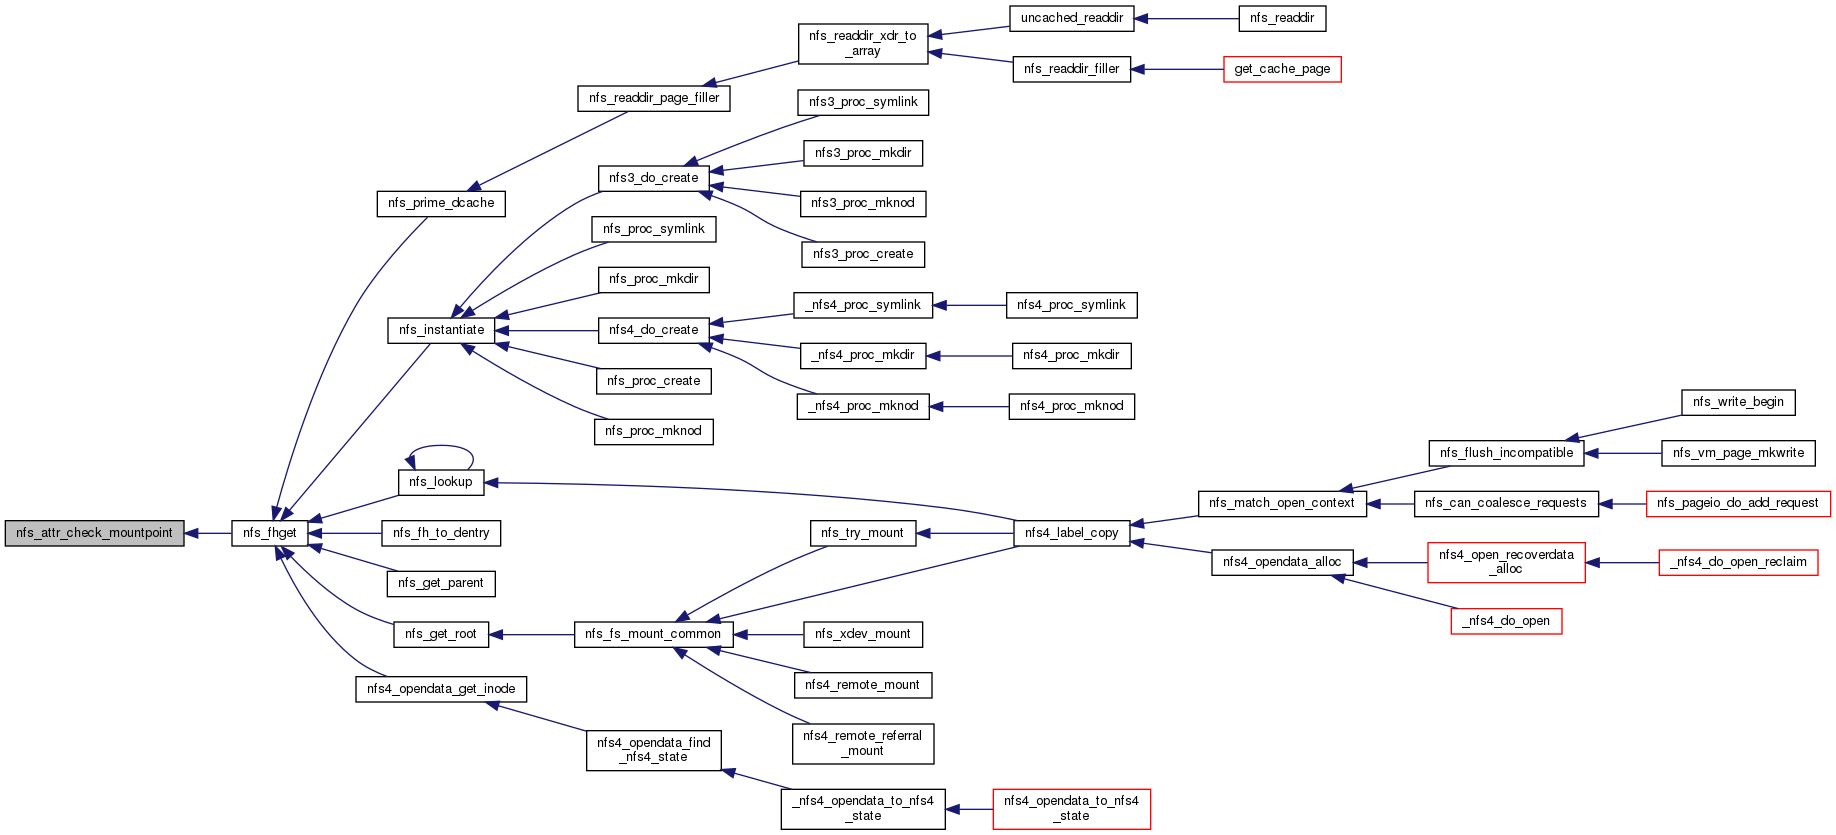 uncached_readdir
nfs_readdir
nfs_readdir_xdr_to
_array
nfs_readdir_filler
get_cache_page
nfs_readdir_page_filler
nfs3_proc_symlink
nfs3_proc_mkdir
nfs3_do_create
nfs_prime_dcache
nfs3_proc_mknod
nfs_proc_symlink
nfs3_proc_create
nfs_proc_mkdir
_nfs4_proc_symlink
nfs4_proc_symlink
nfs_instantiate
nfs4_do_create
_nfs4_proc_mkdir
nfs4_proc_mkdir
nfs_proc_create
_nfs4_proc_mknod
nfs4_proc_mknod
nfs_write_begin
nfs_proc_mknod
nfs_flush_incompatible
nfs_vm_page_mkwrite
nfs_lookup
nfs_match_open_context
nfs_can_coalesce_requests
nfs_pageio_do_add_request
nfs_attr_check_mountpoint
nfs_fhget
nfs_fh_to_dentry
nfs_try_mount
nfs4_label_copy
nfs4_opendata_alloc
nfs4_open_recoverdata
_alloc
_nfs4_do_open_reclaim
nfs_get_parent
_nfs4_do_open
nfs_get_root
nfs_fs_mount_common
nfs_xdev_mount
nfs4_remote_mount
nfs4_opendata_get_inode
nfs4_remote_referral
_mount
nfs4_opendata_find
_nfs4_state
_nfs4_opendata_to_nfs4
_state
nfs4_opendata_to_nfs4
_state